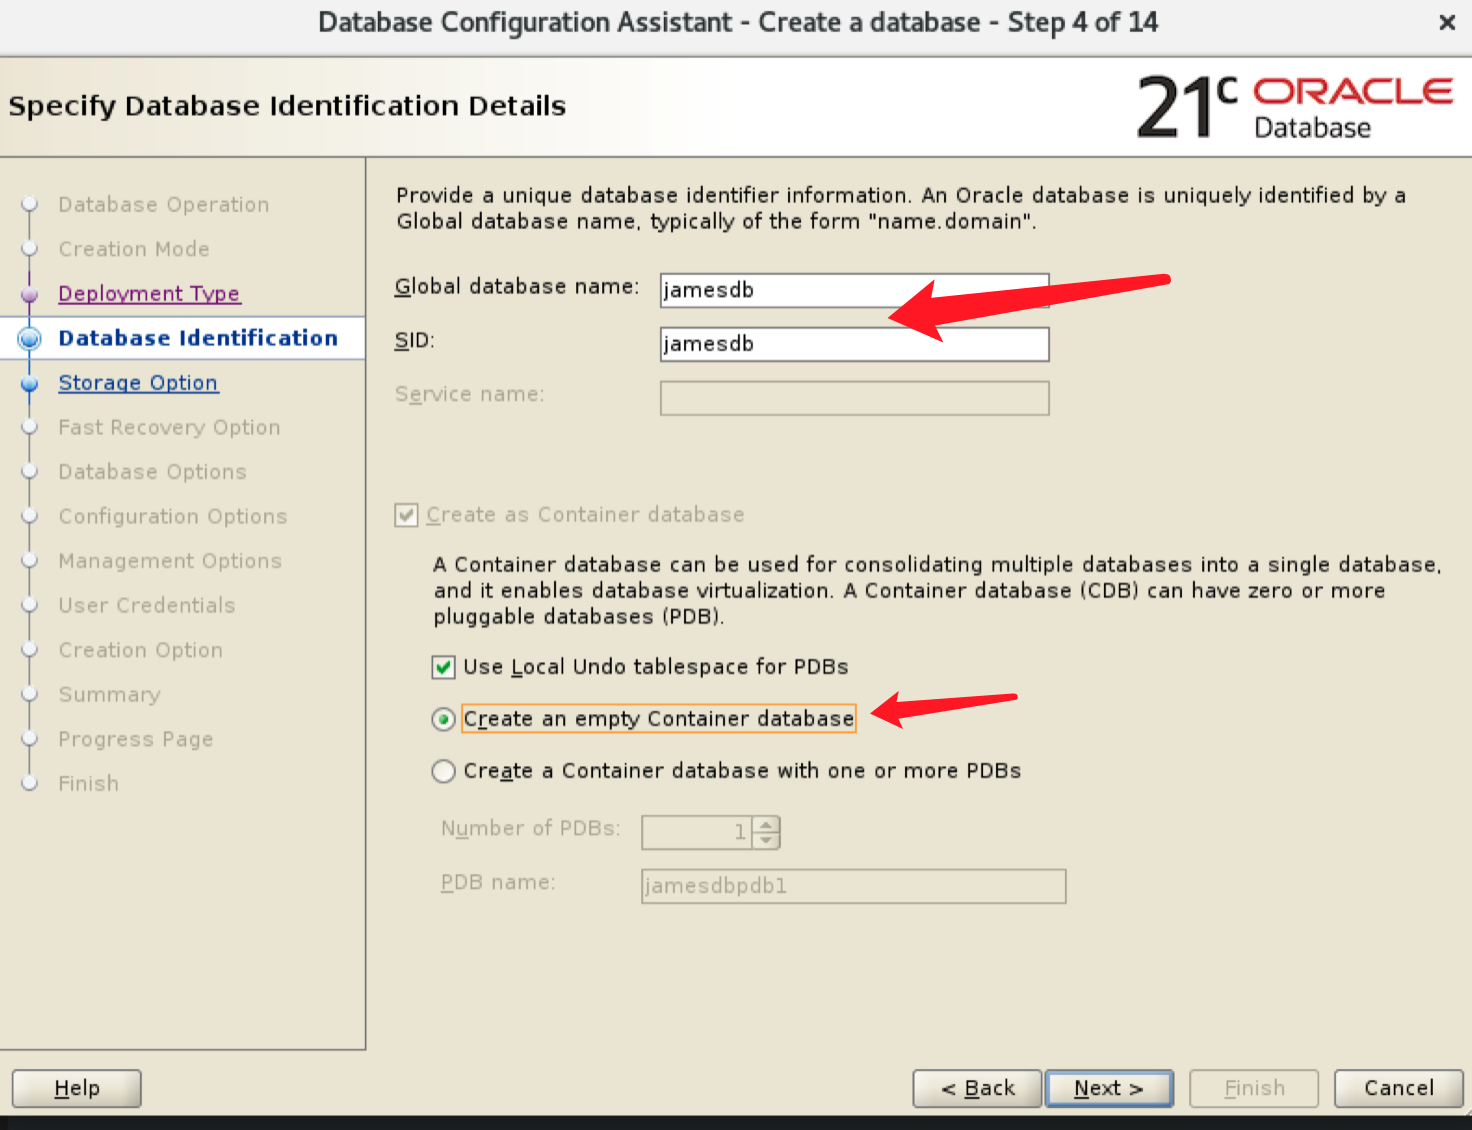 Database Configuration Assistant - Create a database - Step 4 of 14
×
Specify Database Identification Details
21c ORACLE
Database
Database Operation
Creation Mode
Deployment Type
Database Identification
Storage Option
Fast Recovery Option
Database Options
Configuration Options
Management Options
User Credentials
Creation Option
Summary
Progress Page
Finish
Provide a unique database identifier information. An Oracle database is uniquely identified by a
Global database name, typically of the form "name.domain".
Global database name: jamesdb
SID: jamesdb
Service name:
Create as Container database
A Container database can be used for consolidating multiple databases into a single database,
and it enables database virtualization. A Container database (CDB) can have zero or more
pluggable databases (PDB).
Use Local Undo tablespace for PDBs
Create an empty Container database
Create a Container database with one or more PDBs
Number of PDBs: 1
PDB name: jamesdbpdb1
Help
< Back
Next >
Finish
Cancel